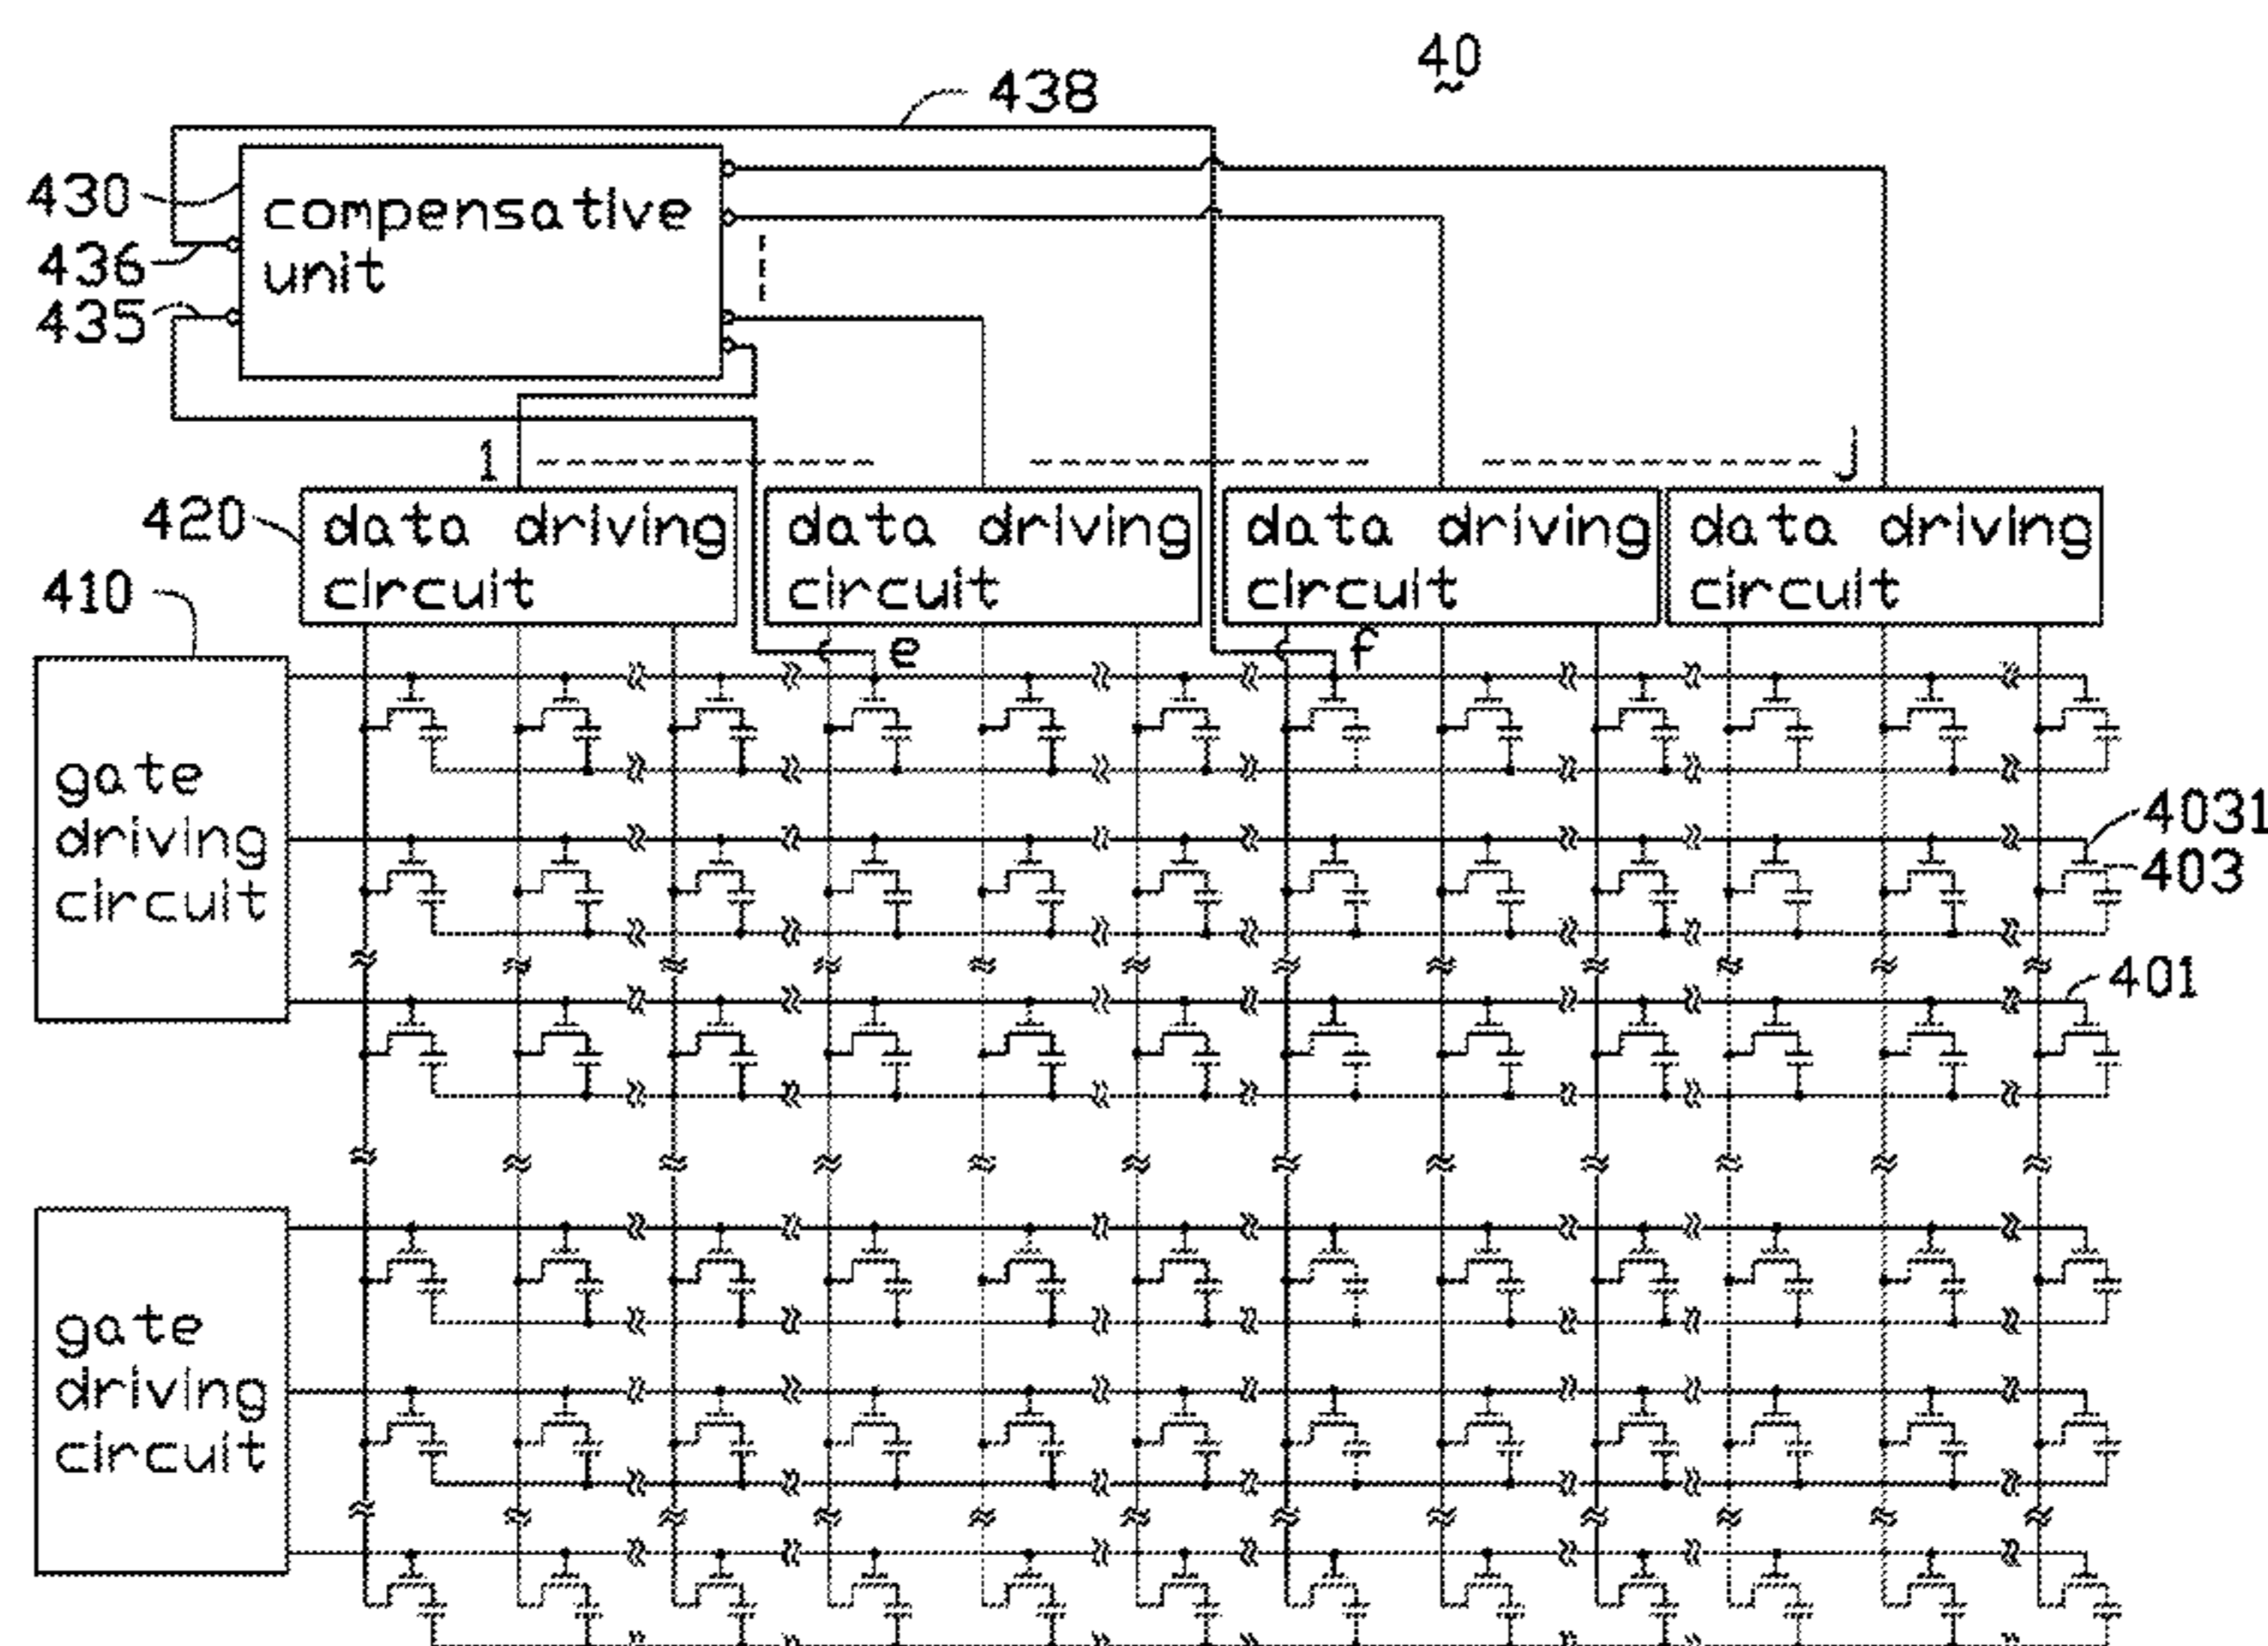 40
438
430
compensative
unit
436
435
1
j
420
data driving
circuit
data driving
circuit
data driving
circuit
data driving
circuit
410
e
f
gate
driving
circuit
4031
403
401
gate
driving
circuit